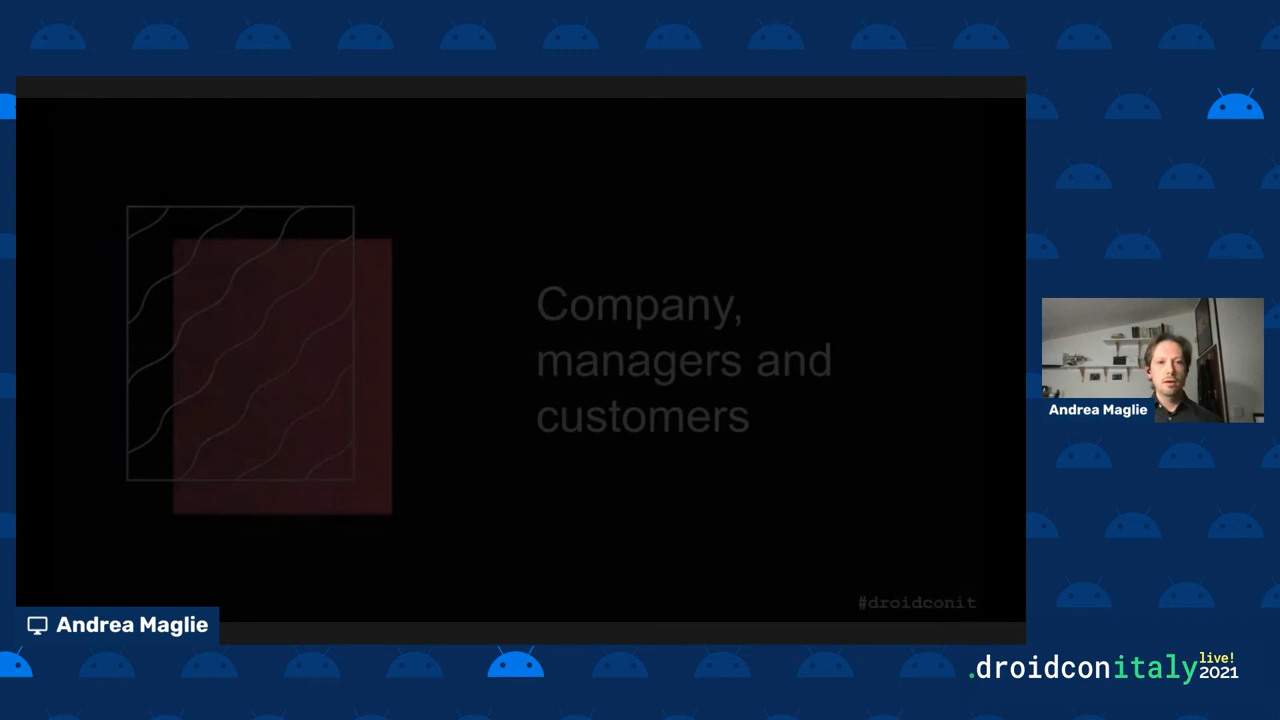 Company,
managers and
customers
#droidconit
Andrea Maglie
Andrea Maglie
.droidconitaly
live!
2021